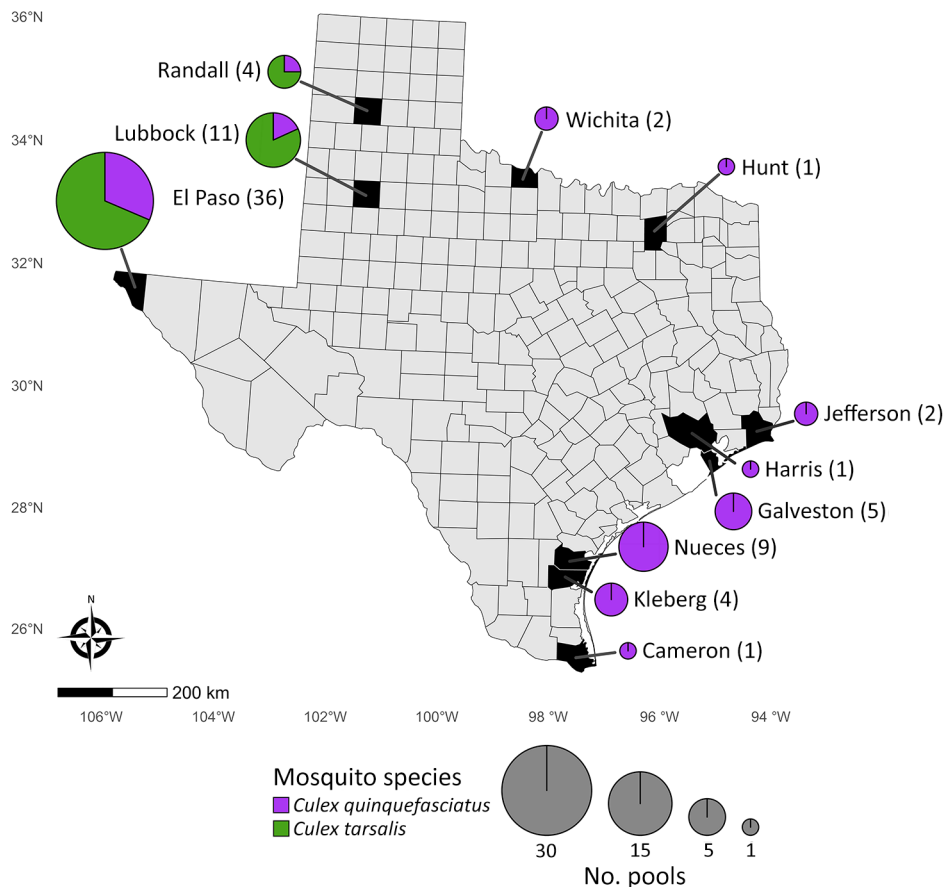 36°N
Randall (4)
34°N
Lubbock (11)
Wichita (2)
Hunt (1)
El Paso (36)
32°N
30°N
Jefferson (2)
Harris (1)
28°N
Galveston (5)
Nueces (9)
Kleberg (4)
26°N
N
Cameron (1)
200 km
106°W 104°W 102°W 100°W 98 °W 96 °W 94 °W
Mosquito species
Culex quinquefasciatus
Culex tarsalis
30 15 5 1
No. pools